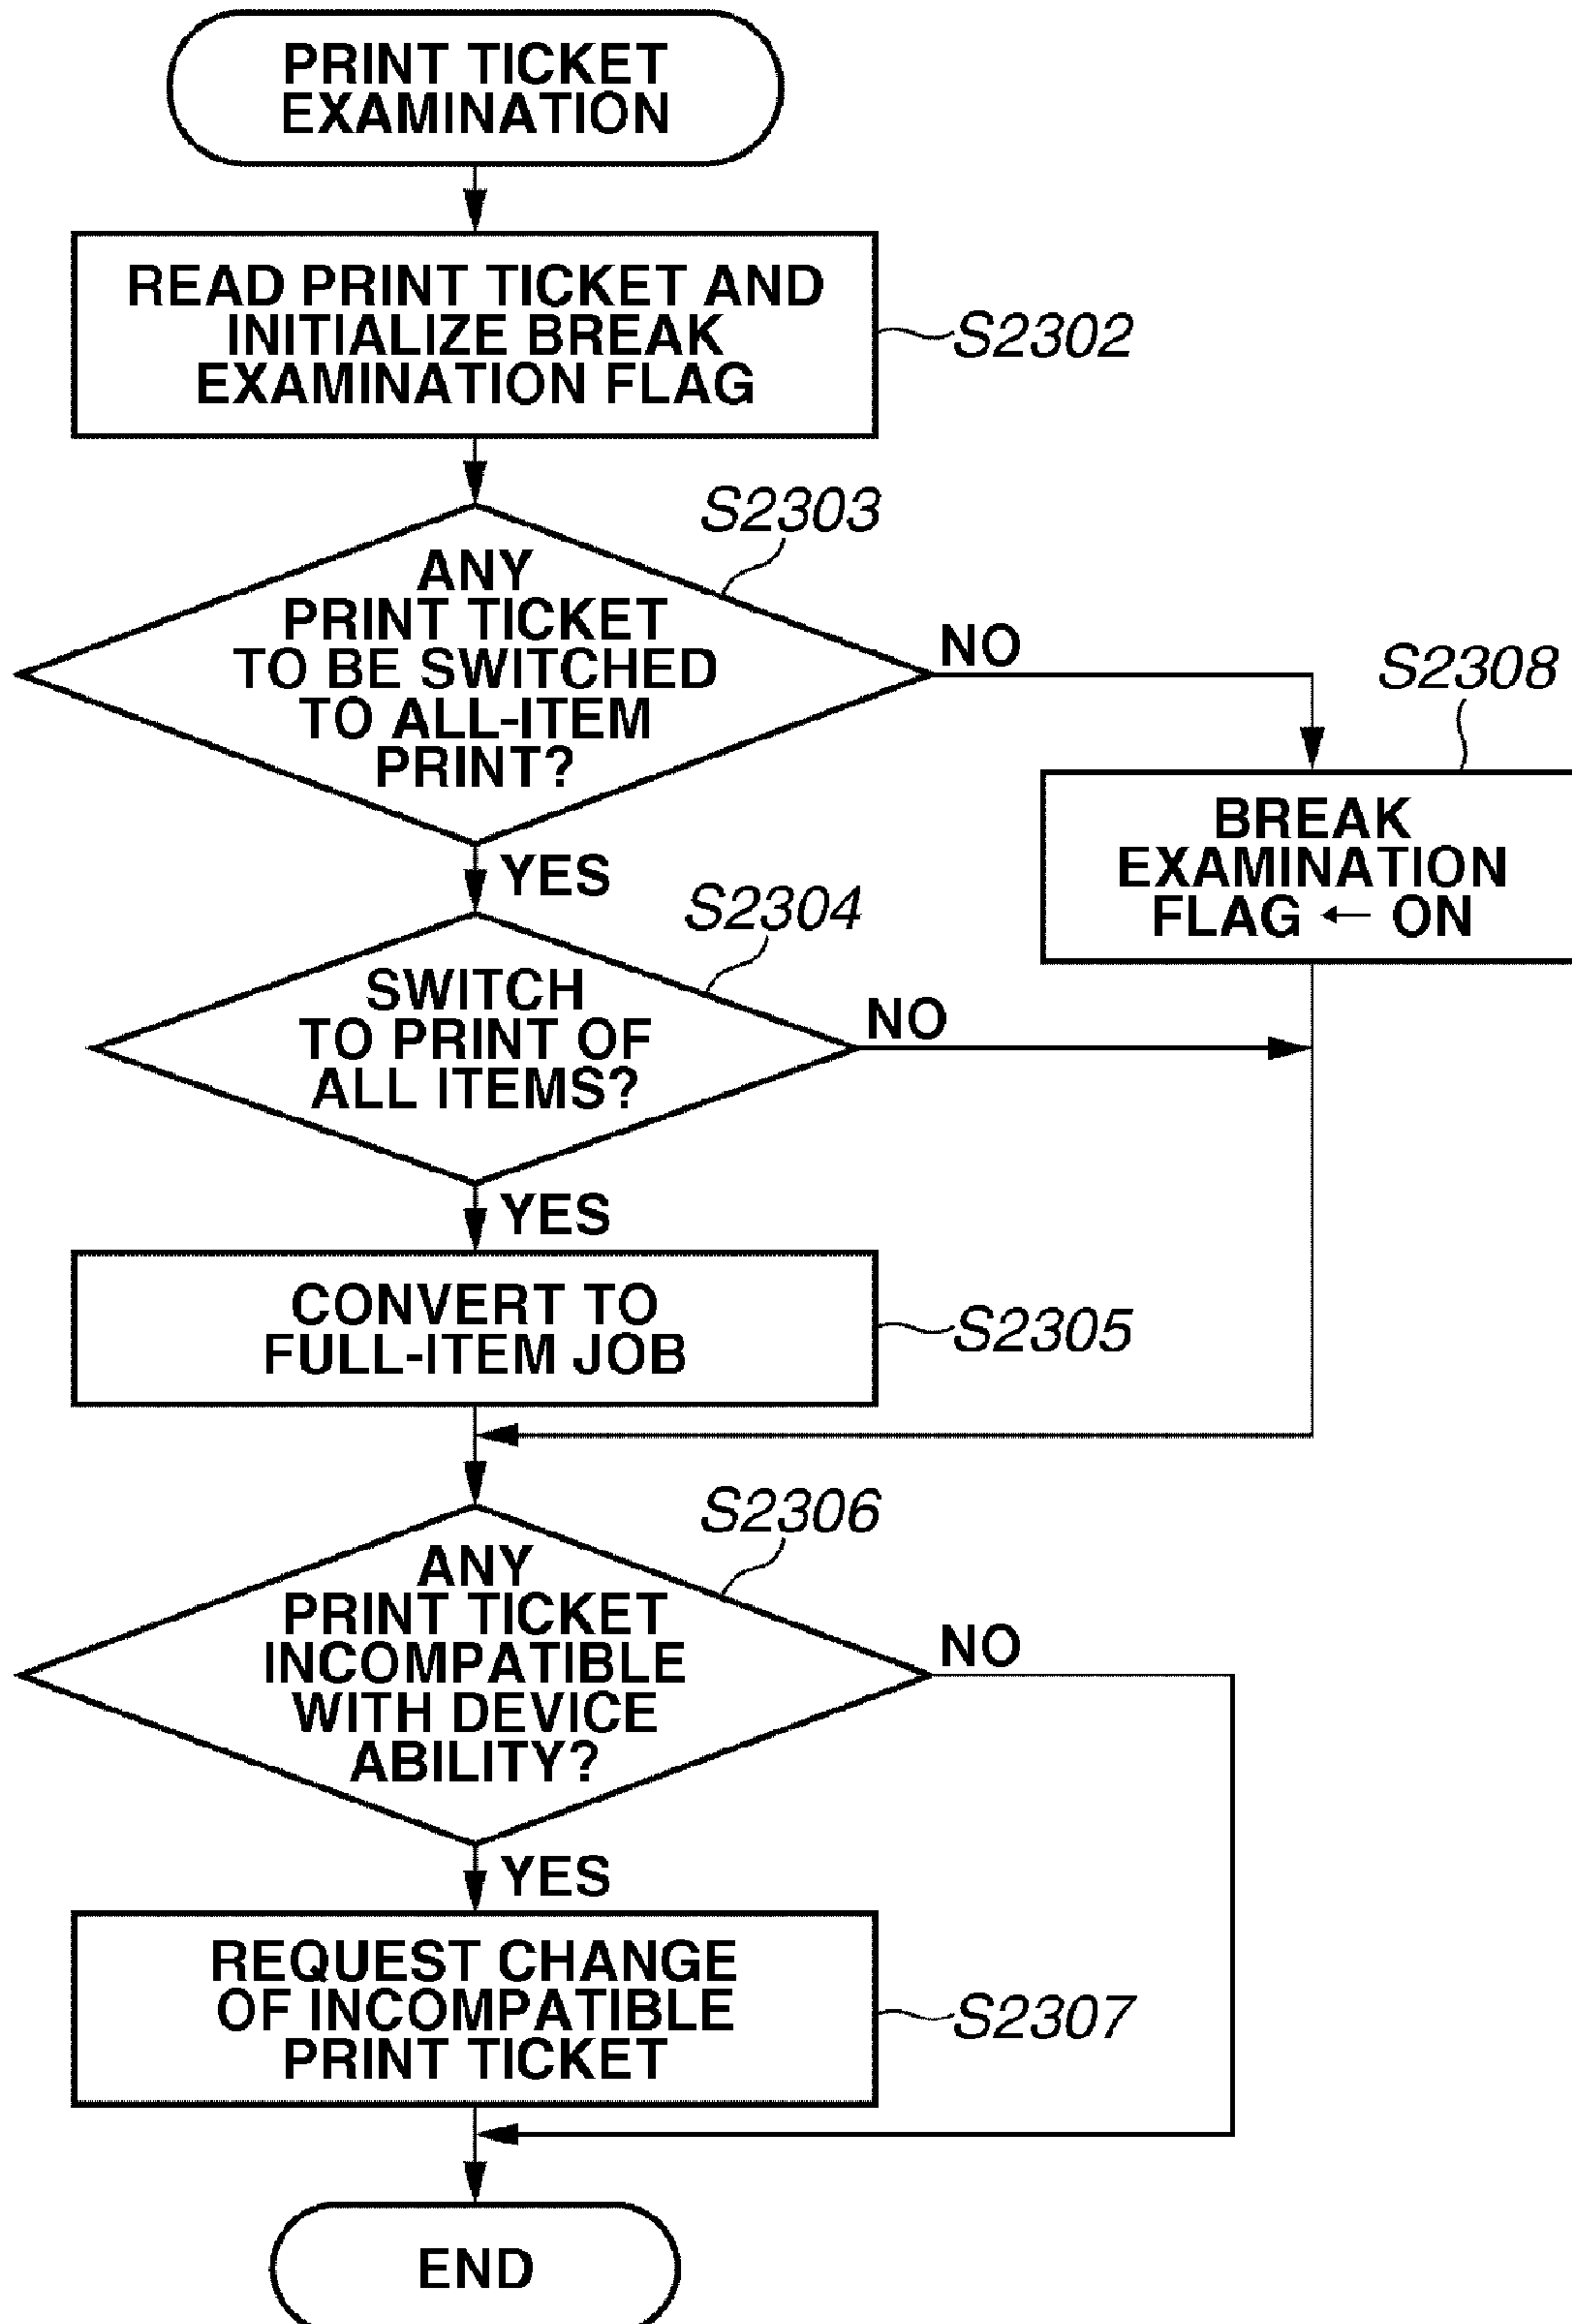 PRINT TICKET
EXAMINATION
READ PRINT TICKET AND
INITIALIZE BREAK
EXAMINATION FLAG
S2302
S2303
ANY
PRINT TICKET
TO BE SWITCHED
TO ALL-ITEM
PRINT?
NO
YES
S2308
BREAK
EXAMINATION
FLAG ← ON
S2304
SWITCH
TO PRINT OF
ALL ITEMS?
NO
YES
CONVERT TO
FULL-ITEM JOB
S2305
S2306
ANY
PRINT TICKET
INCOMPATIBLE
WITH DEVICE
ABILITY?
NO
YES
REQUEST CHANGE
OF INCOMPATIBLE
PRINT TICKET
S2307
END